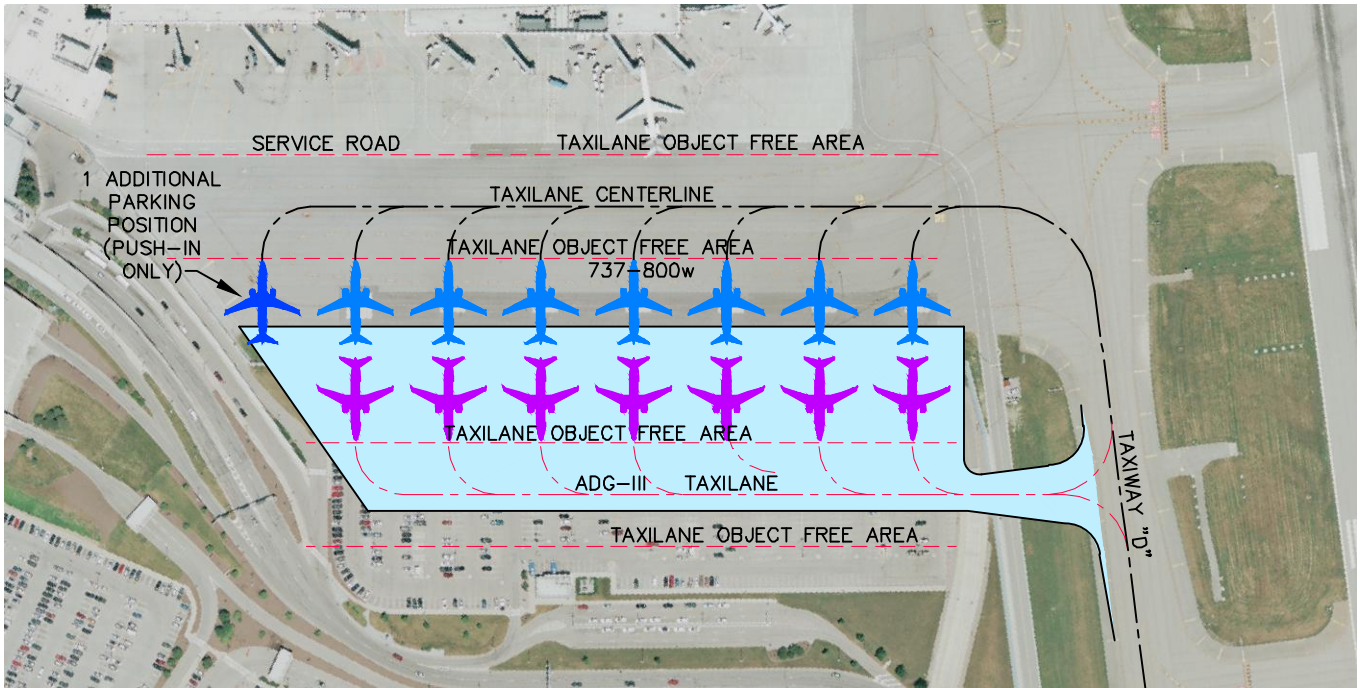 SERVICE ROAD
TAXILANE OBJECT FREE AREA
1 ADDITIONAL
PARKING
POSITION
(PUSH-IN
ONLY)
TAXILANE CENTERLINE
TAXILANE OBJECT FREE AREA
737-800w
TAXILANE OBJECT FREE AREA
ADG-III TAXILANE
TAXILANE OBJECT FREE AREA
TAXIWAY "D"